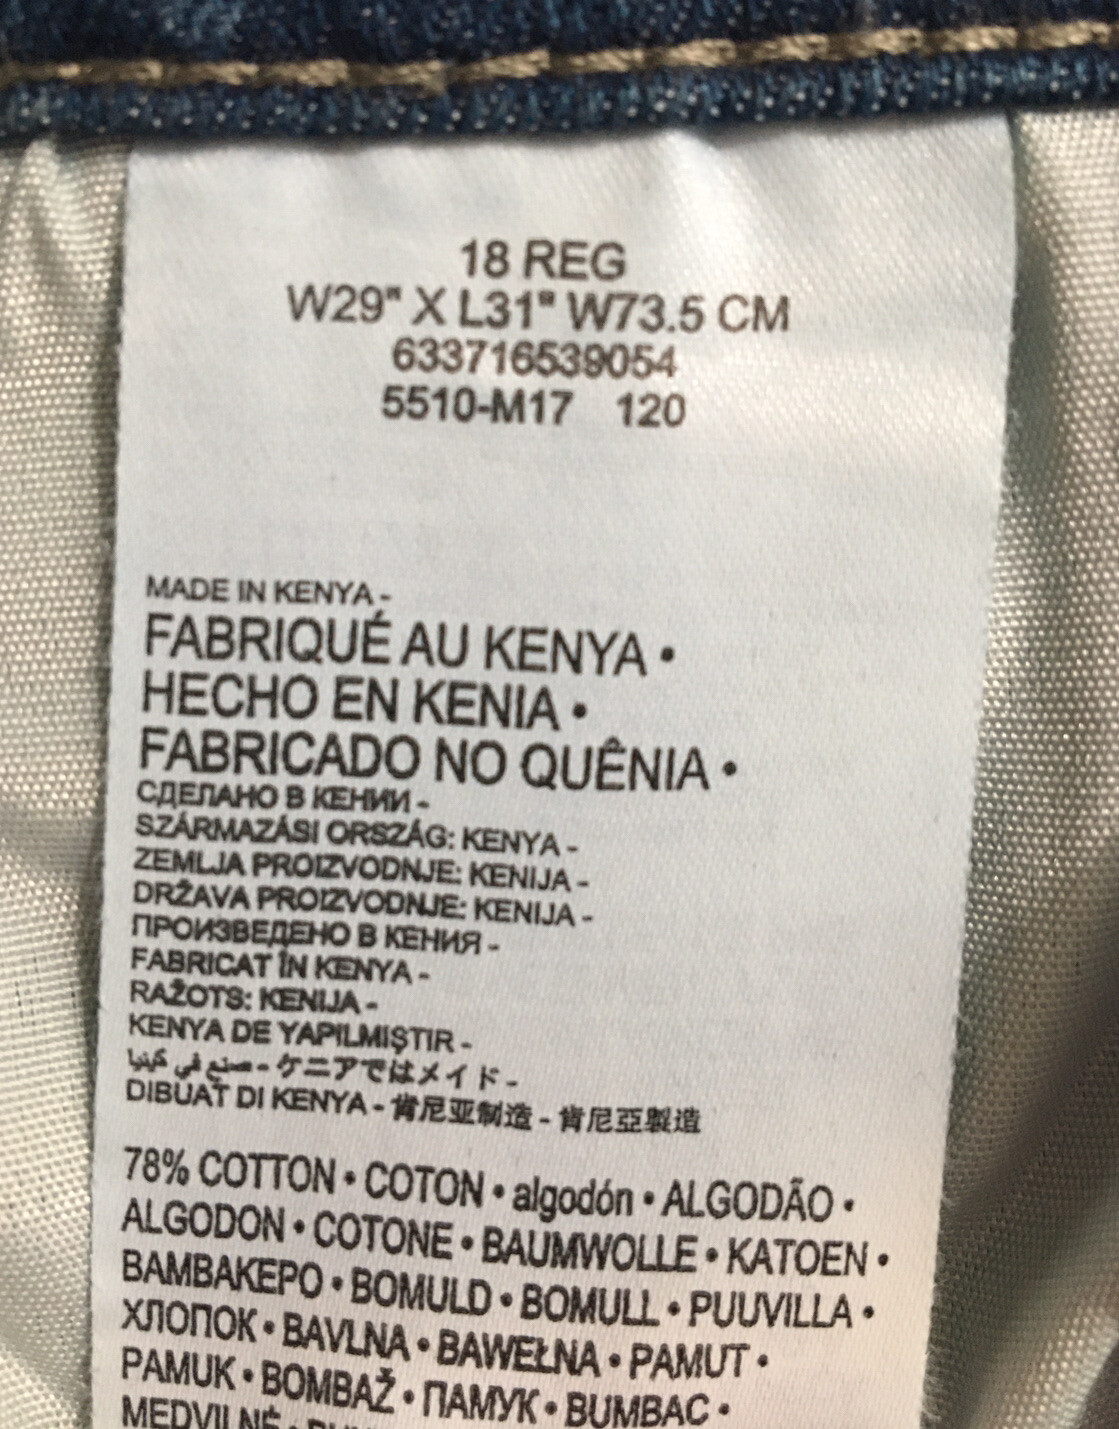 18 REG
W29" X L31" W73.5 CM
633716539054
5510-M17 120
MADE IN KENYA -
FABRIQUÉ AU KENYA •
HECHO EN KENIA •
FABRICADO NO QUÊNIA •
СДЕЛАНО В КЕНИИ -
SZÁRMAZÁSI ORSZÁG: KENYA -
ZEMLJA PROIZVODNJE: KENIJA -
DRŽAVA PROIZVODNJE: KENIJA -
ПРОИЗВЕДЕНО В КЕНИЯ -
FABRICAT ÎN KENYA -
RAŽOTS: KENIJA -
KENYA DE YAPILMIŞTIR -
صنع في كينيا - ケニアではメイド -
DIBUAT DI KENYA - 肯尼亚制造 - 肯尼亞製造
78% COTTON • COTON • algodón • ALGODÃO •
ALGODON • COTONE • BAUMWOLLE • KATOEN •
ΒΑΜΒΑΚΕΡΟ • BOMULD • BOMULL • PUUVILLA •
ХЛОПОК • BAVLNA • BAWEŁNA • PAMUT •
PAMUK • BOMBAŽ • ПАМУК • BUMBAC •
MEDVILNĖ •